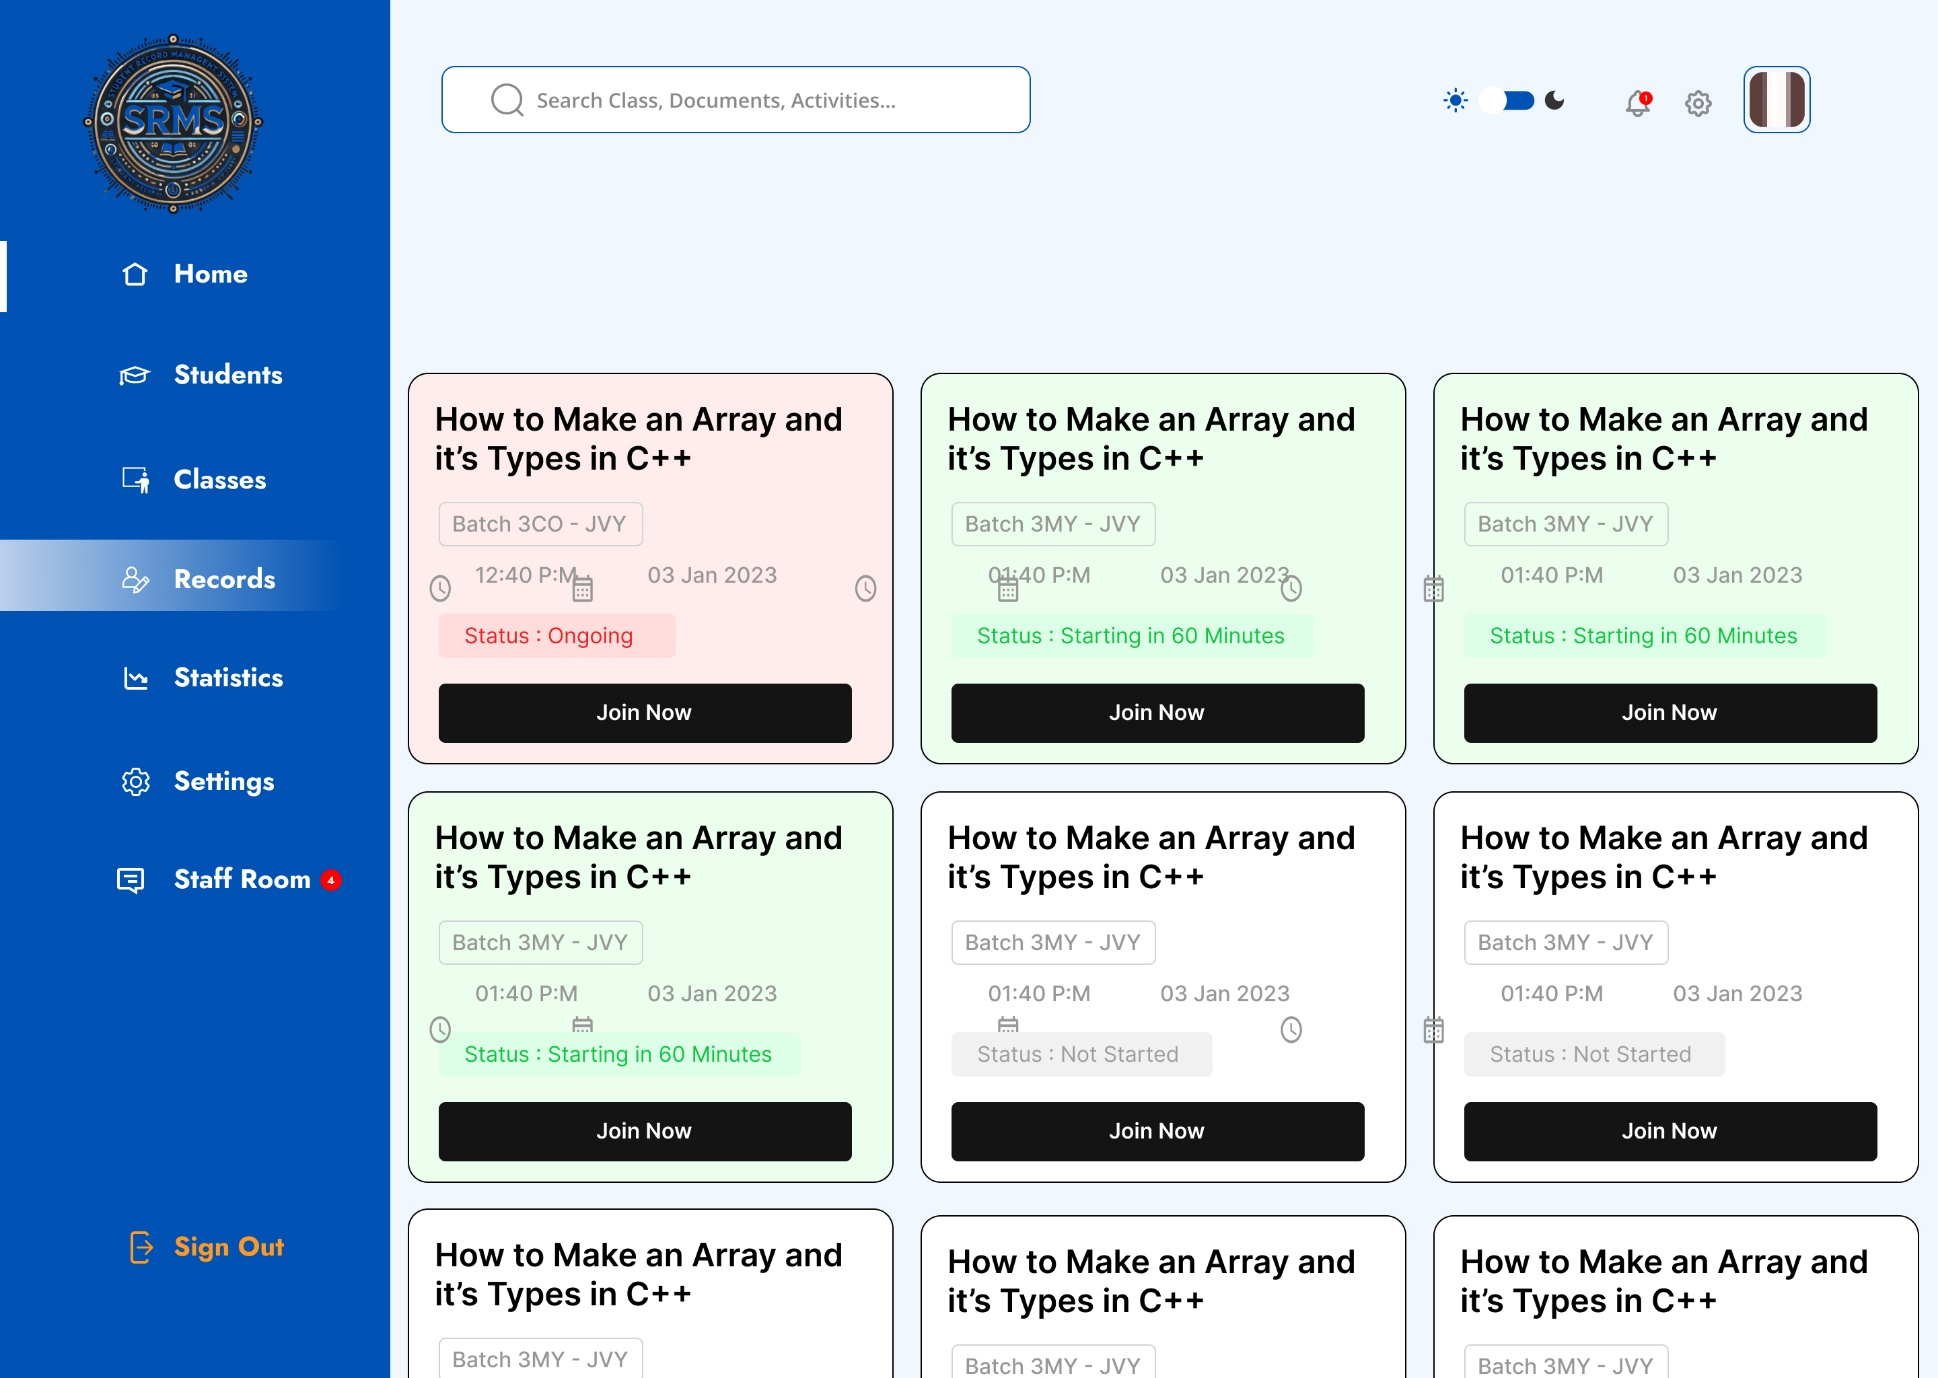 STUDENT RECORD MANAGENT SYSTEM
SRMS
Search Class, Documents, Activities...
1
Home
Students
Classes
Records
Statistics
Settings
Staff Room 4
Sign Out
How to Make an Array and
it’s Types in C++
Batch 3CO - JVY
12:40 P:M
03 Jan 2023
Status : Ongoing
Join Now
How to Make an Array and
it’s Types in C++
Batch 3MY - JVY
01:40 P:M
03 Jan 2023
Status : Starting in 60 Minutes
Join Now
How to Make an Array and
it’s Types in C++
Batch 3MY - JVY
01:40 P:M
03 Jan 2023
Status : Starting in 60 Minutes
Join Now
How to Make an Array and
it’s Types in C++
Batch 3MY - JVY
01:40 P:M
03 Jan 2023
Status : Starting in 60 Minutes
Join Now
How to Make an Array and
it’s Types in C++
Batch 3MY - JVY
01:40 P:M
03 Jan 2023
Status : Not Started
Join Now
How to Make an Array and
it’s Types in C++
Batch 3MY - JVY
01:40 P:M
03 Jan 2023
Status : Not Started
Join Now
How to Make an Array and
it’s Types in C++
Batch 3MY - JVY
How to Make an Array and
it’s Types in C++
Batch 3MY - JVY
How to Make an Array and
it’s Types in C++
Batch 3MY - JVY